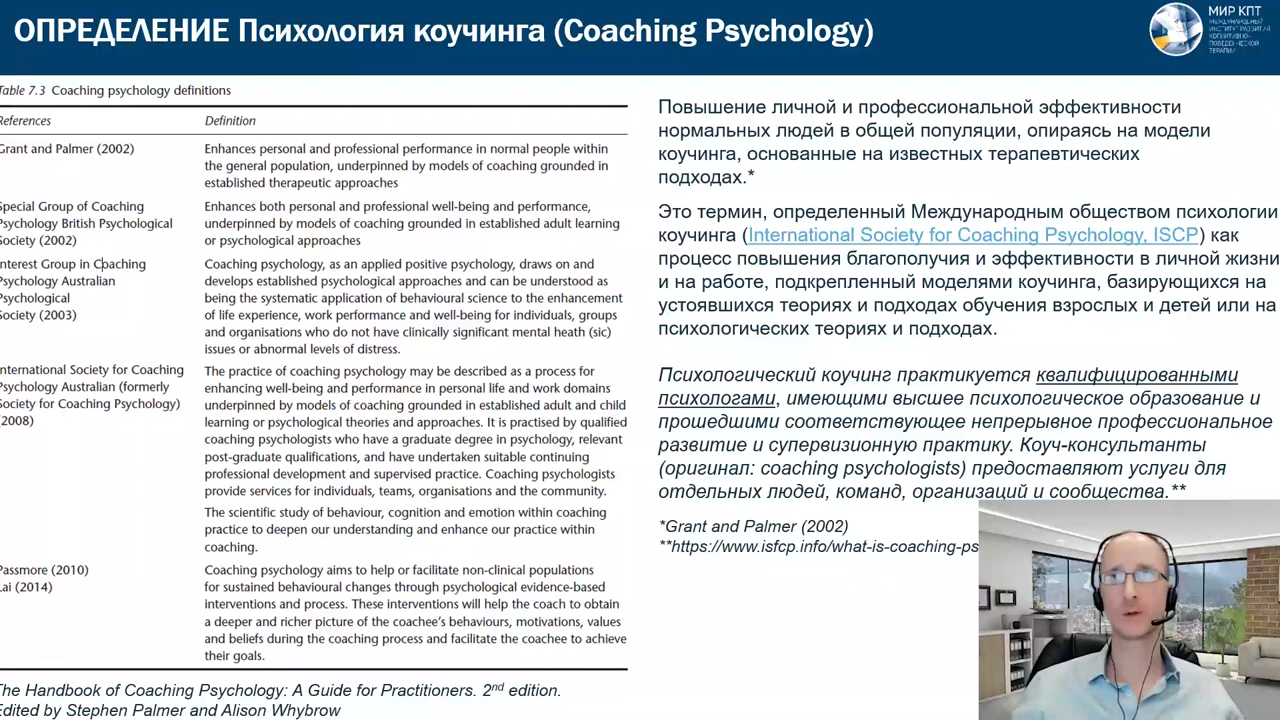 ОПРЕДЕЛЕНИЕ Психология коучинга (Coaching Psychology)
МИР КПТ
МЕЖДУНАРОДНЫЙ
ИНСТИТУТ РАЗВИТИЯ
КОГНИТИВНО-
ПОВЕДЕНЧЕСКОЙ
ТЕРАПИИ
Table 7.3 Coaching psychology definitions
References Definition
Grant and Palmer (2002) Enhances personal and professional performance in normal people within
the general population, underpinned by models of coaching grounded in
established therapeutic approaches
Special Group of Coaching Enhances both personal and professional well-being and performance,
Psychology British Psychological underpinned by models of coaching grounded in established adult learning
Society (2002) or psychological approaches
Interest Group in Coaching Coaching psychology, as an applied positive psychology, draws on and
Psychology Australian develops established psychological approaches and can be understood as
Psychological being the systematic application of behavioural science to the enhancement
Society (2003) of life experience, work performance and well-being for individuals, groups
and organisations who do not have clinically significant mental heath (sic)
issues or abnormal levels of distress.
International Society for Coaching The practice of coaching psychology may be described as a process for
Psychology Australian (formerly enhancing well-being and performance in personal life and work domains
Society for Coaching Psychology) underpinned by models of coaching grounded in established adult and child
(2008) learning or psychological theories and approaches. It is practised by qualified
coaching psychologists who have a graduate degree in psychology, relevant
post-graduate qualifications, and have undertaken suitable continuing
professional development and supervised practice. Coaching psychologists
provide services for individuals, teams, organisations and the community.
The scientific study of behaviour, cognition and emotion within coaching
practice to deepen our understanding and enhance our practice within
coaching.
Passmore (2010) Coaching psychology aims to help or facilitate non-clinical populations
Lai (2014) for sustained behavioural changes through psychological evidence-based
interventions and process. These interventions will help the coach to obtain
a deeper and richer picture of the coachee's behaviours, motivations, values
and beliefs during the coaching process and facilitate the coachee to achieve
their goals.
The Handbook of Coaching Psychology: A Guide for Practitioners. 2nd edition.
Edited by Stephen Palmer and Alison Whybrow
Повышение личной и профессиональной эффективности
нормальных людей в общей популяции, опираясь на модели
коучинга, основанные на известных терапевтических
подходах.*
Это термин, определенный Международным обществом психологии
коучинга (International Society for Coaching Psychology, ISCP) как
процесс повышения благополучия и эффективности в личной жизни
и на работе, подкрепленный моделями коучинга, базирующихся на
устоявшихся теориях и подходах обучения взрослых и детей или на
психологических теориях и подходах.
Психологический коучинг практикуется квалифицированными
психологами, имеющими высшее психологическое образование и
прошедшими соответствующее непрерывное профессиональное
развитие и супервизионную практику. Коуч-консультанты
(оригинал: coaching psychologists) предоставляют услуги для
отдельных людей, команд, организаций и сообщества.**
*Grant and Palmer (2002)
**https://www.isfcp.info/what-is-coaching-ps